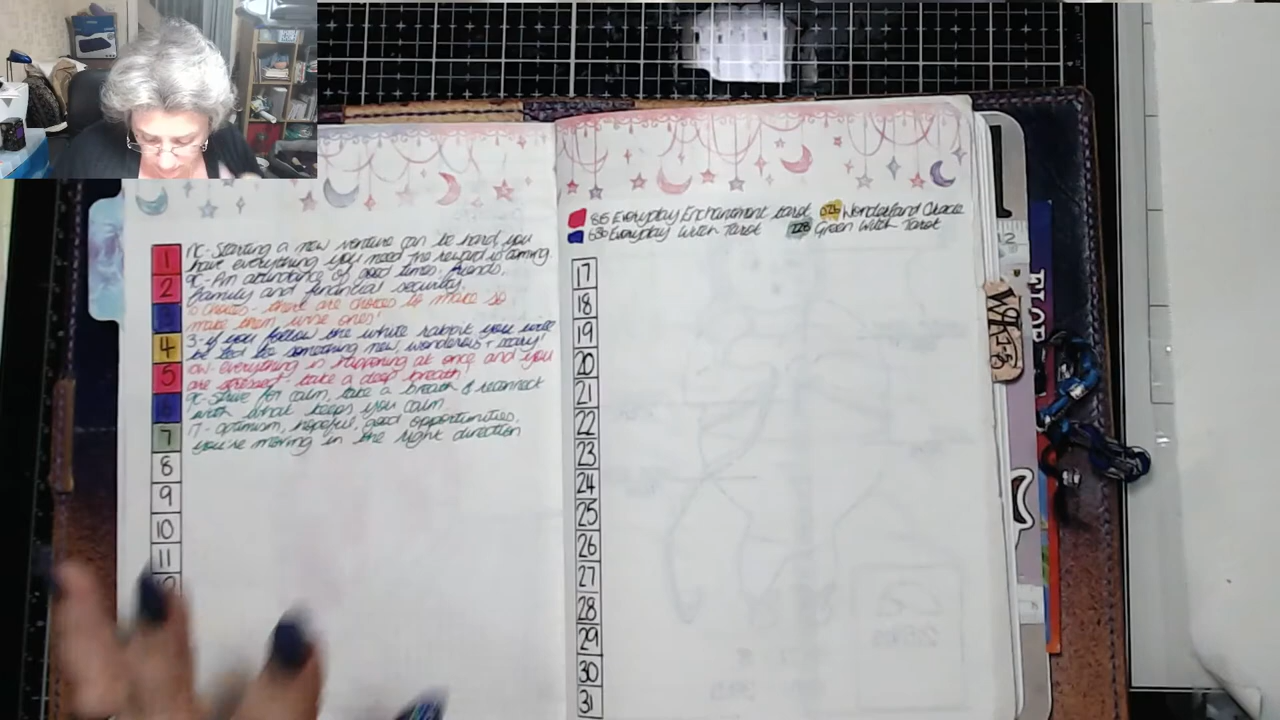 1 NC - Starting a new venture can be hard you
have everything you need the reward is coming
2 9C - An abundance of good times, friends,
family and financial security.
choices - there are choices to make so
make them wise ones!
4 3 - if you follow the white rabbit you will
be led to something new, wonderous + scary!
5 10W - everything is happening at once and you
are stressed - take a deep breath!
9C - Strive for calm, take a breath & reconnect
with what keeps you calm
7 17 - optimism, hopeful, good opportunities.
you're moving in the right direction
8
9
10
11
Everyday Enchantment tarot 026 Wonderland Oracle
Everyday Witch Tarot Green Witch Tarot
17
18
19
20
21
22
23
24
25
26
27
28
29
30
31